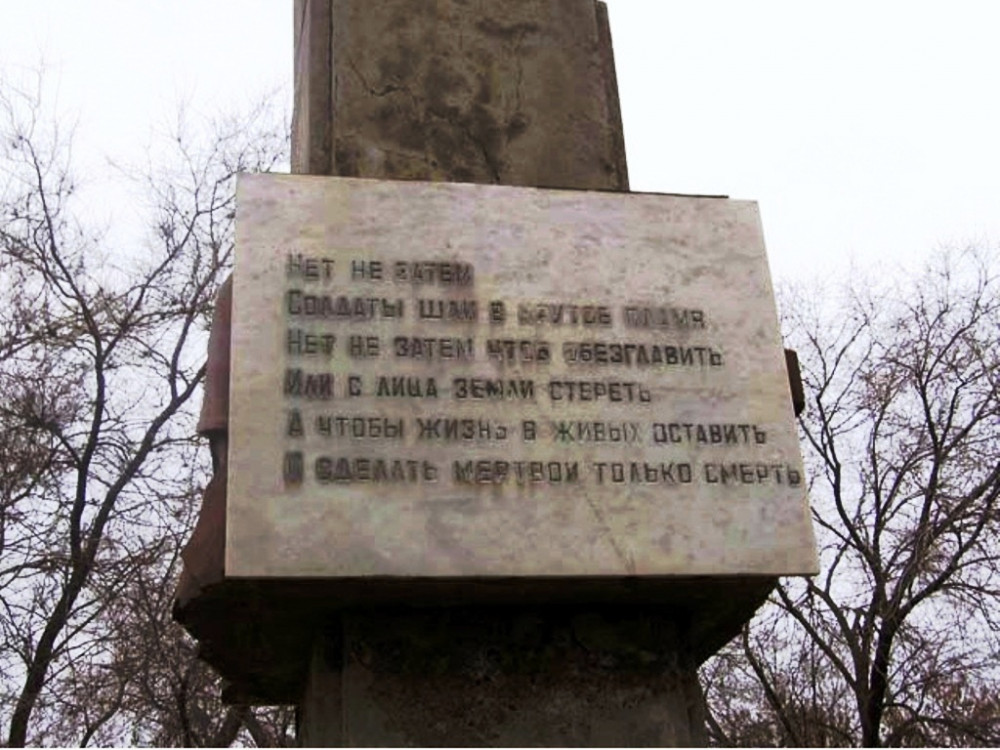 Нет не затем
Солдаты шли в крутое пламя
Нет не затем чтоб обезглавить
Или с лица земли стереть
А чтобы жизнь в живых оставить
И сделать мертвой только смерть